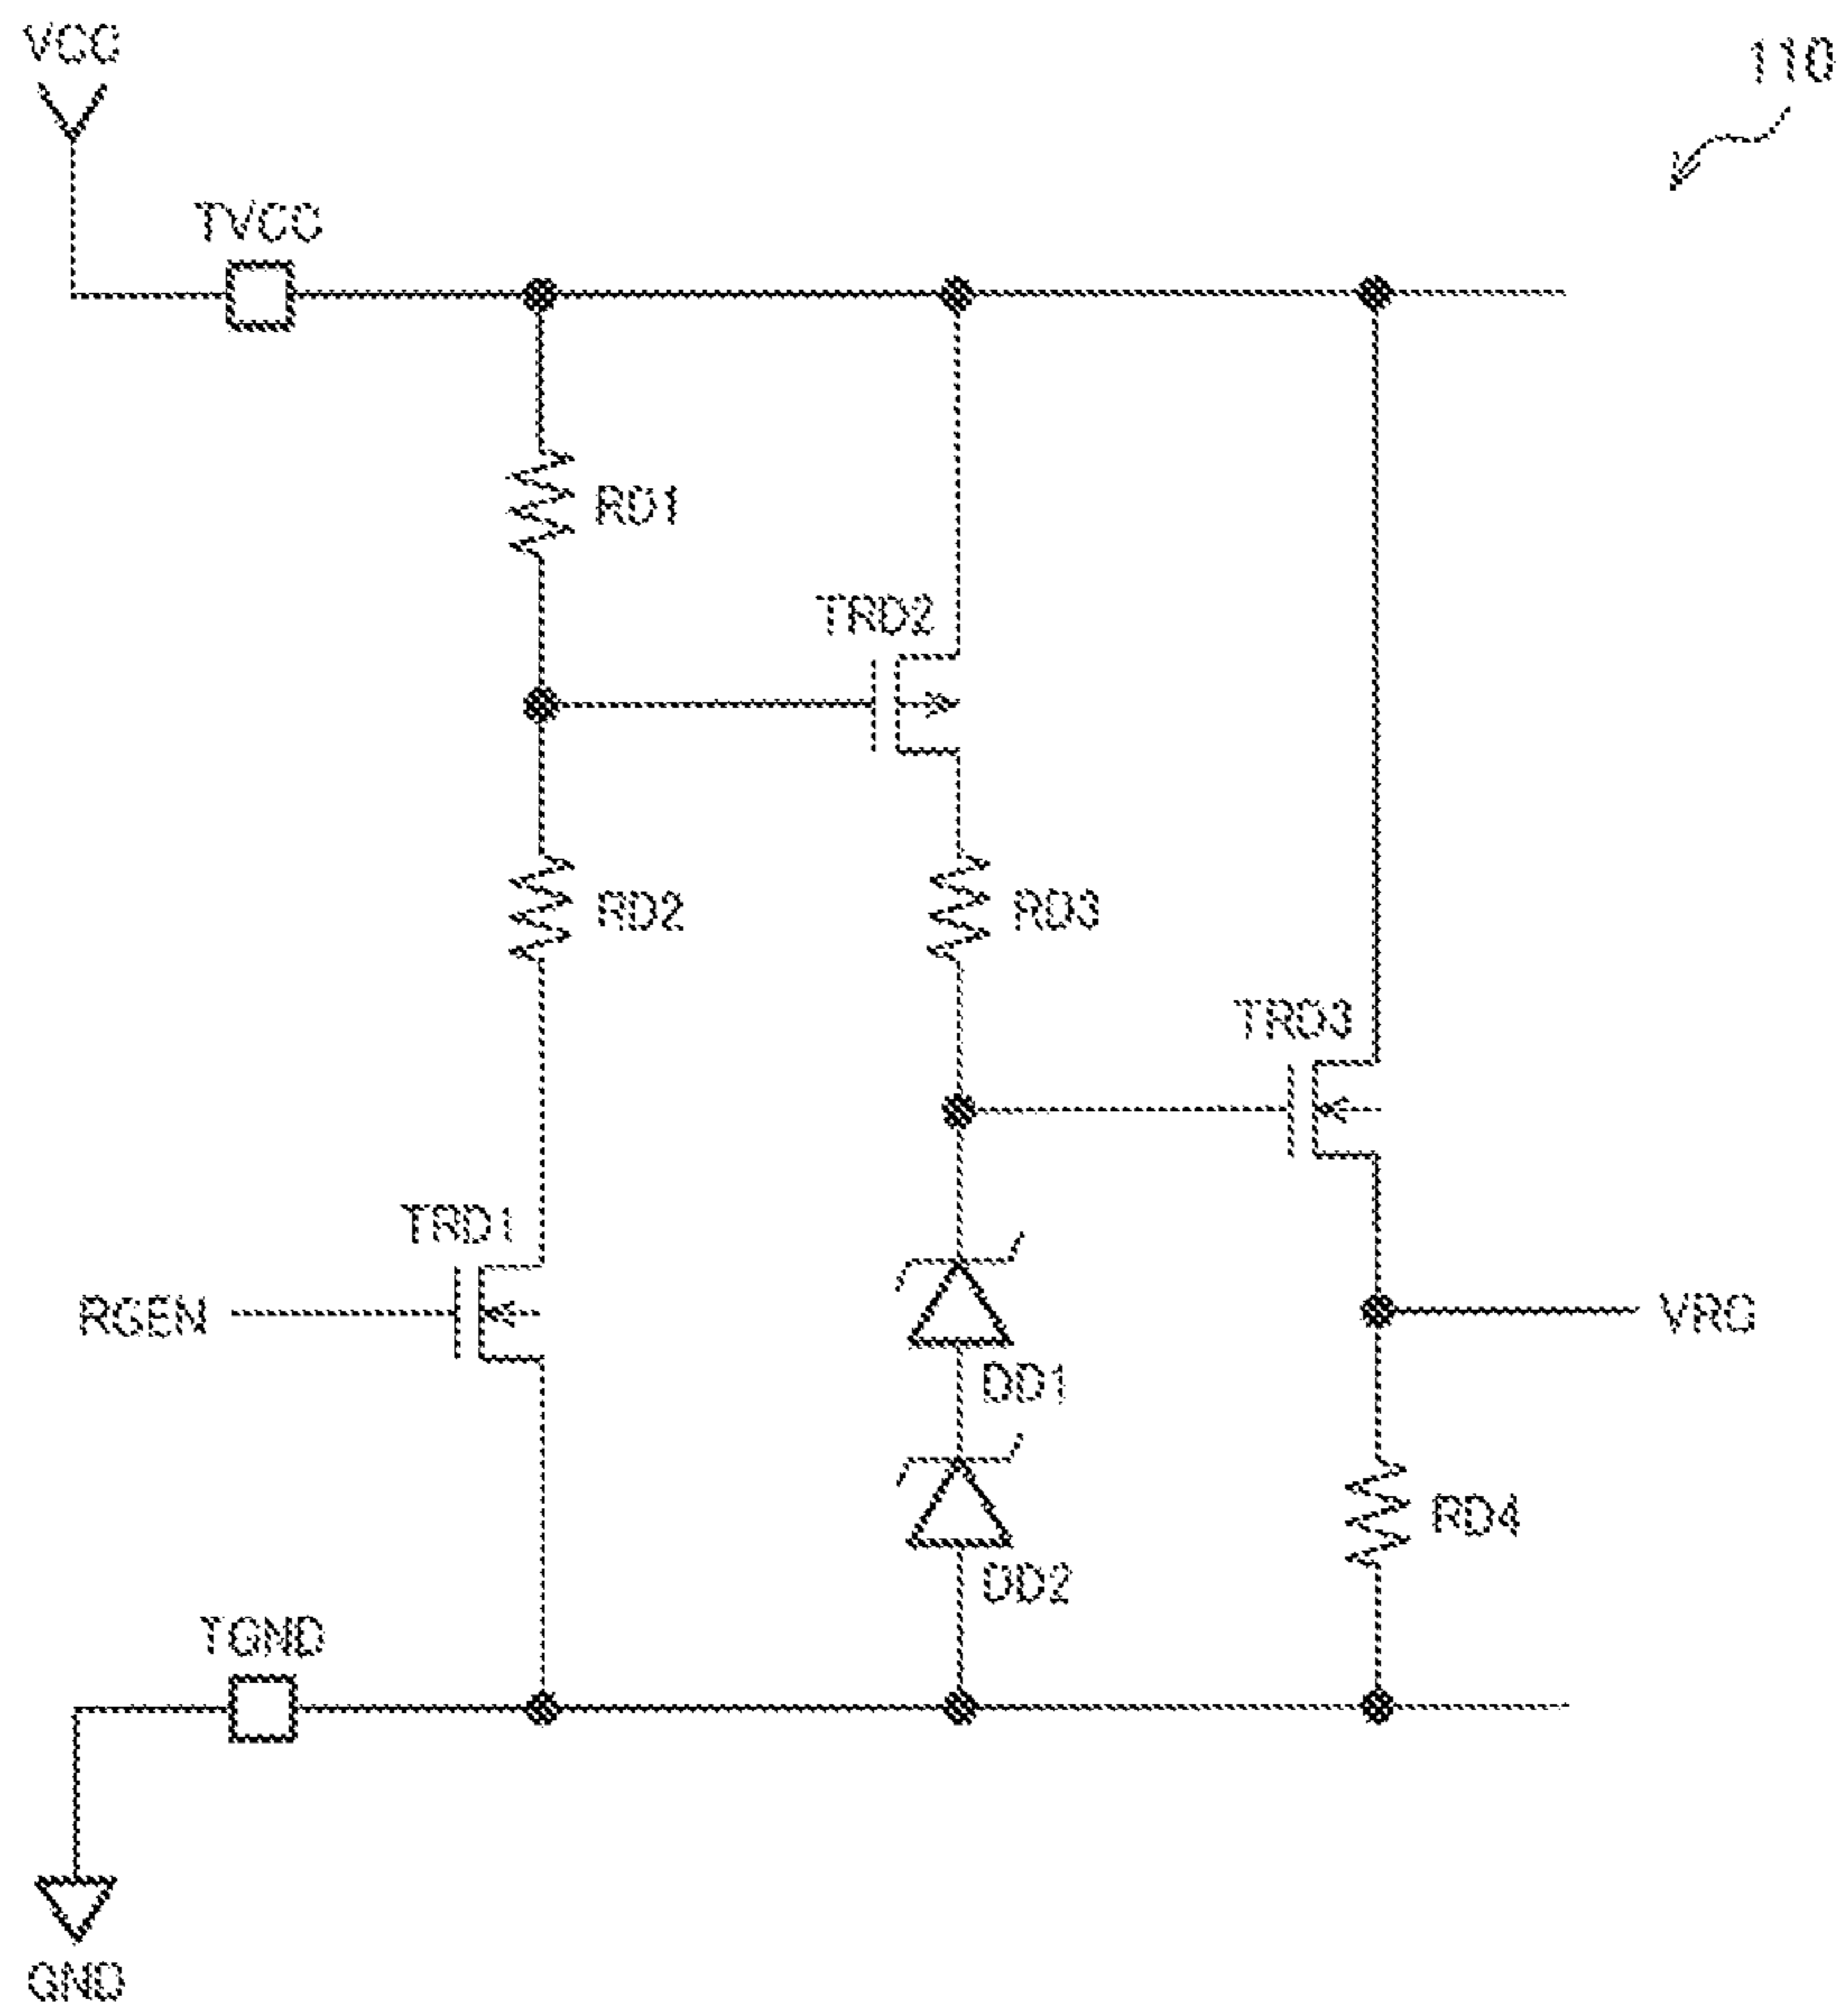 VCC
110
TVCC
RD1
TRD2
RD2
RD3
TRD3
TRD1
RGEN
VRG
DD1
RD4
DD2
TGND
GND